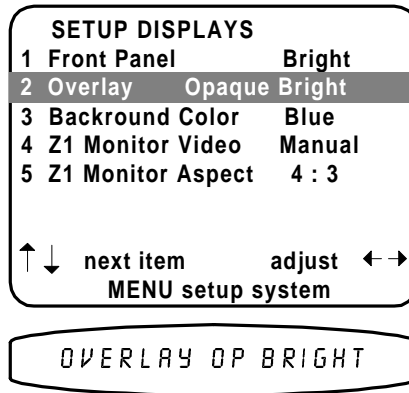 SETUP DISPLAYS
1 Front Panel Bright
2 Overlay Opaque Bright
3 Backround Color Blue
4 Z1 Monitor Video Manual
5 Z1 Monitor Aspect 4 : 3
↑↓ next item adjust ←→
MENU setup system
OVERLAY OP BRIGHT